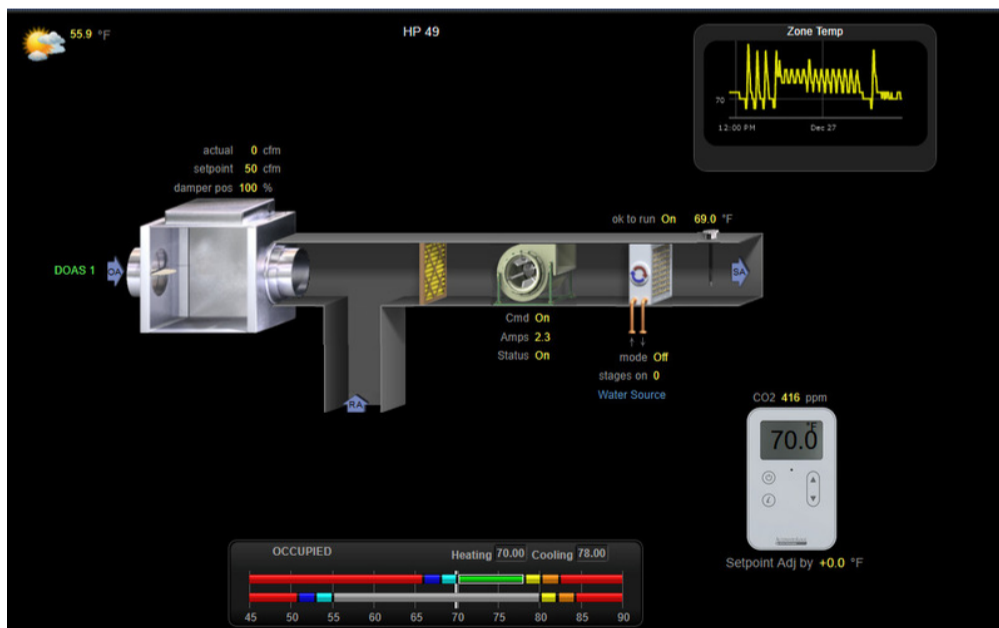 55.9 °F
HP 49
Zone Temp
70
12:00 PM Dec 27
actual 0 cfm
setpoint 50 cfm
damper pos 100 %
ok to run On 69.0 °F
DOAS 1
OA
SA
Cmd On
Amps 2.3
Status On
mode Off
stages on 0
Water Source
RA
CO2 416 ppm
°F
70.0
Setpoint Adj by +0.0 °F
OCCUPIED
Heating 70.00 Cooling 78.00
45 50 55 60 65 70 75 80 85 90